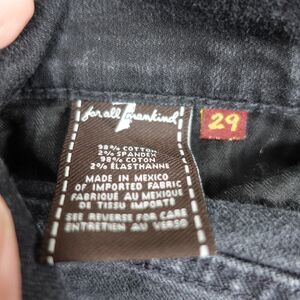 for all 7 mankind
29
98% COTTON
2% SPANDEX
98% COTON
2% ÉLASTHANNE
MADE IN MEXICO
OF IMPORTED FABRIC
FABRIQUE AU MEXIQUE
DE TISSU IMPORTE
SEE REVERSE FOR CARE
ENTRETIEN AU VERSO